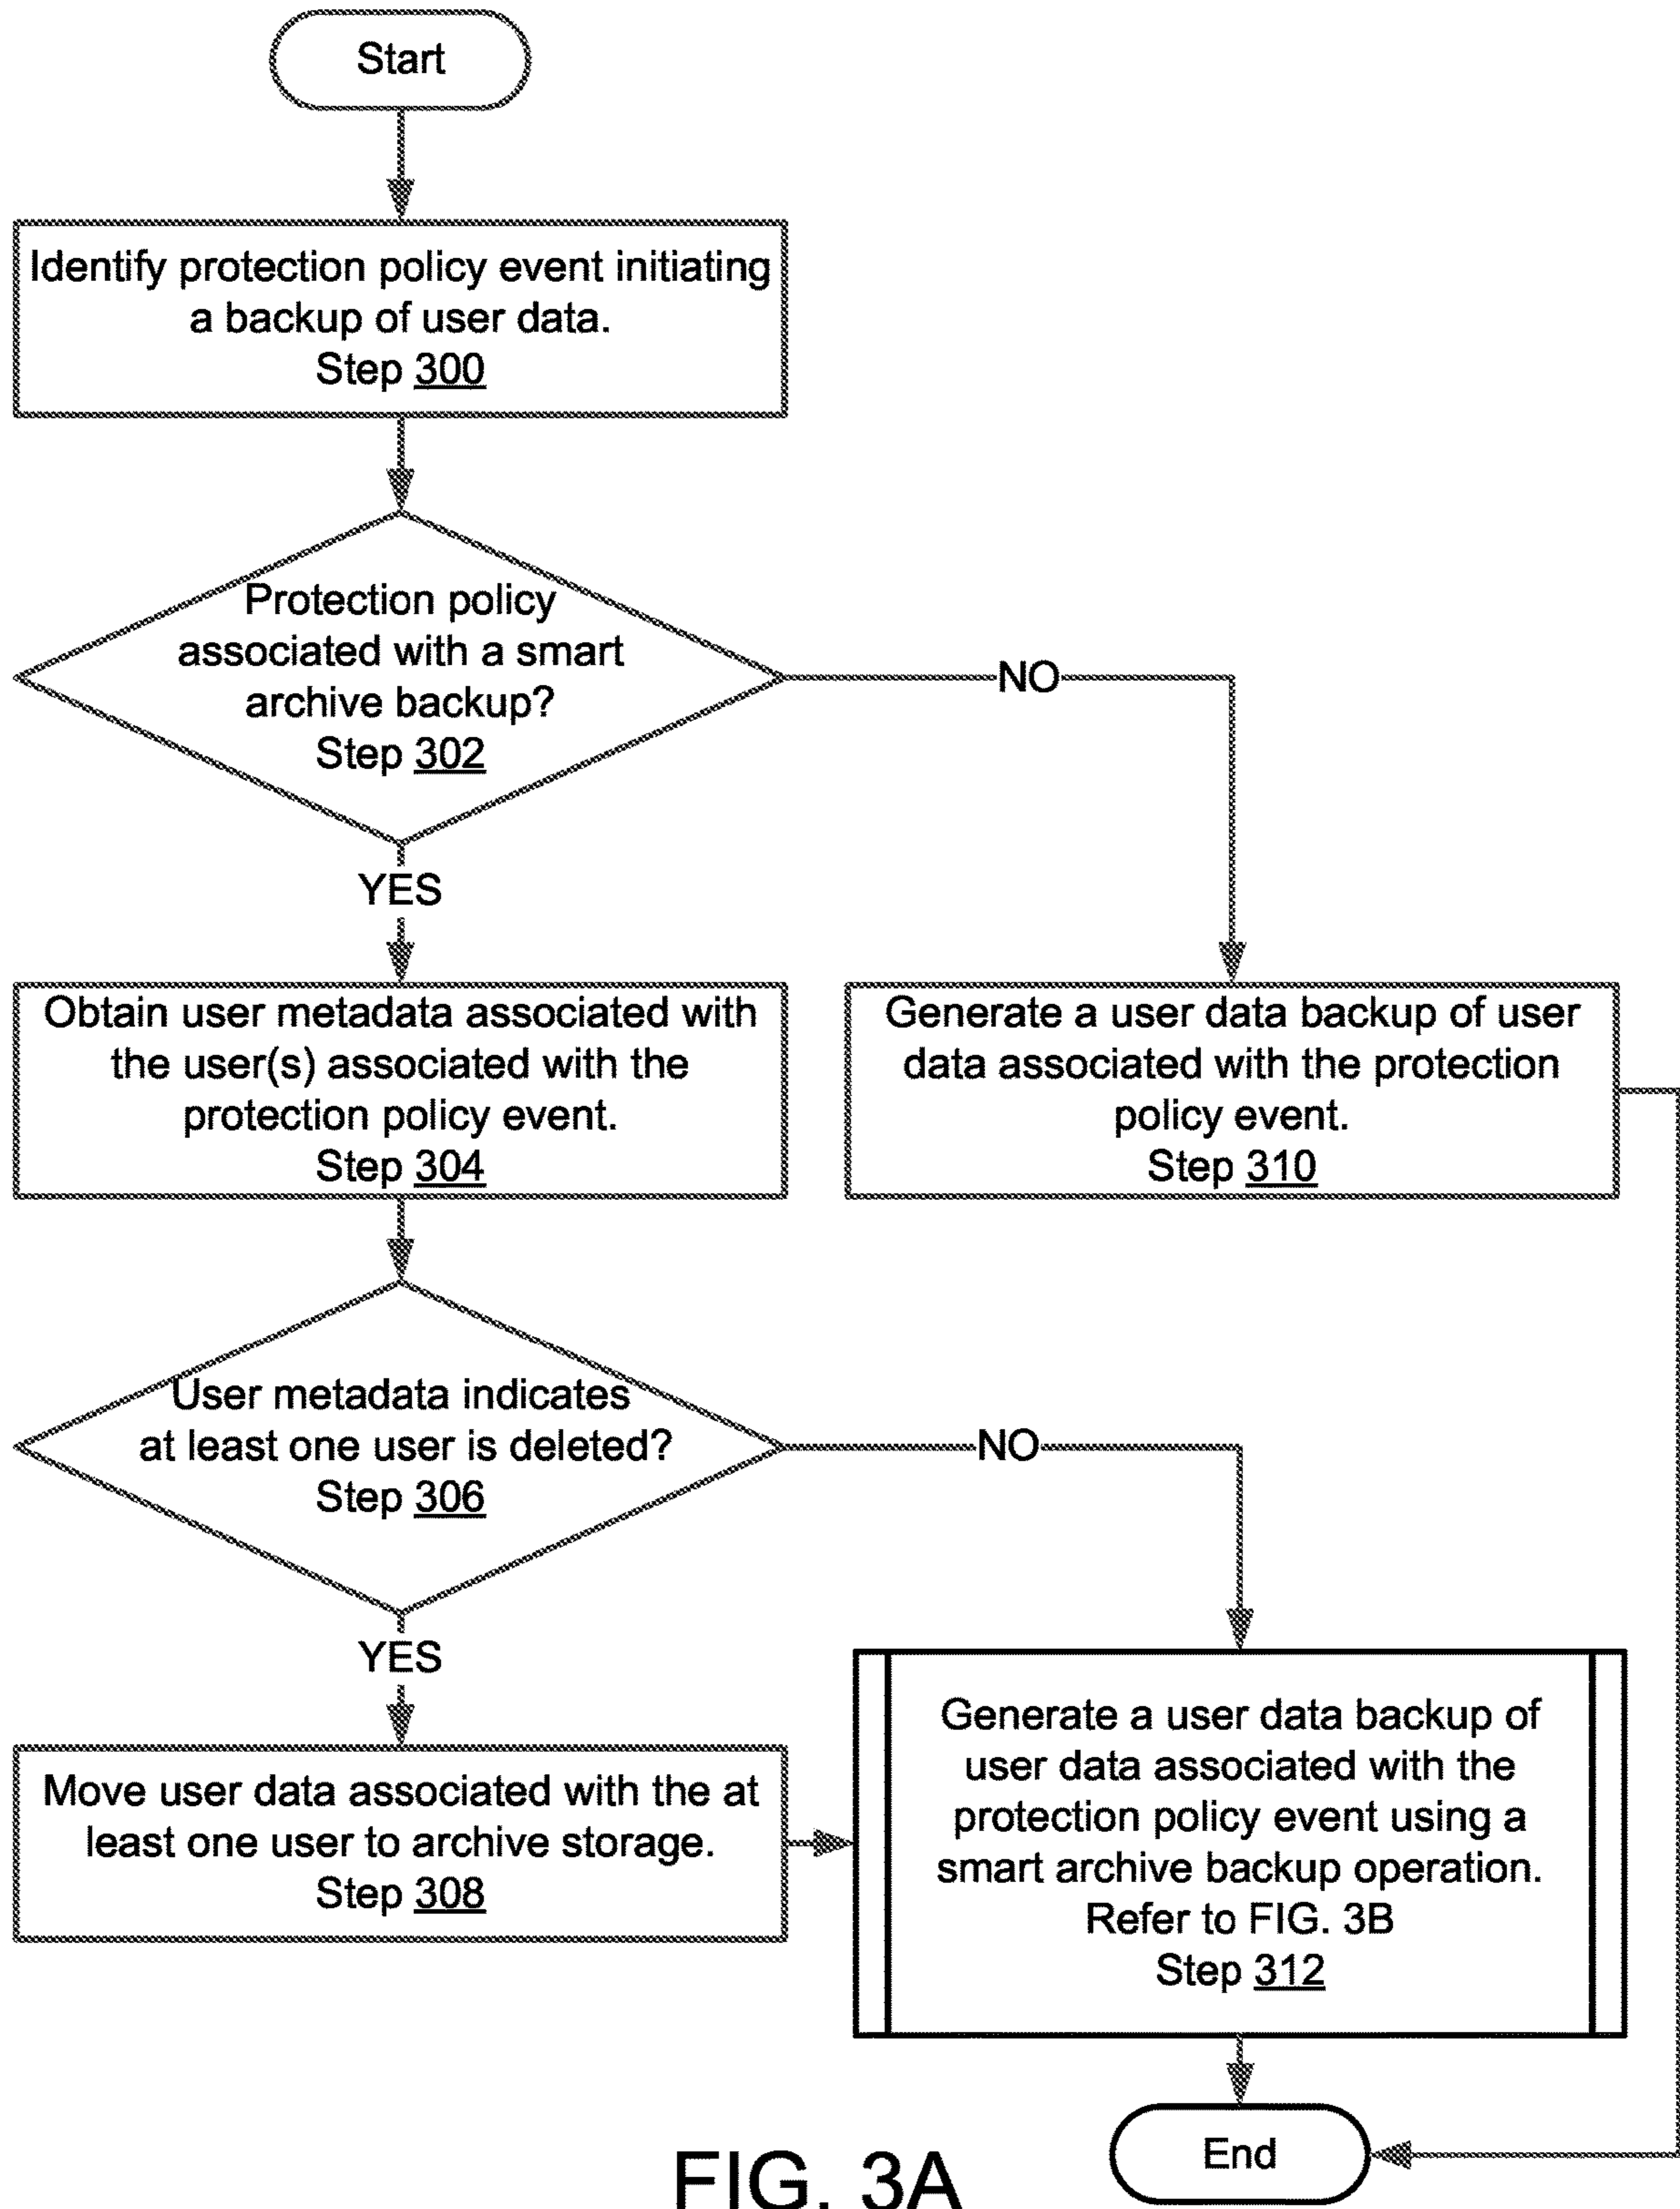 Start
Identify protection policy event initiating
a backup of user data.
Step 300
Protection policy
associated with a smart
archive backup?
Step 302
NO
YES
Obtain user metadata associated with
the user(s) associated with the
protection policy event.
Step 304
Generate a user data backup of user
data associated with the protection
policy event.
Step 310
User metadata indicates
at least one user is deleted?
Step 306
NO
YES
Move user data associated with the at
least one user to archive storage.
Step 308
Generate a user data backup of
user data associated with the
protection policy event using a
smart archive backup operation.
Refer to FIG. 3B
Step 312
End
FIG. 3A